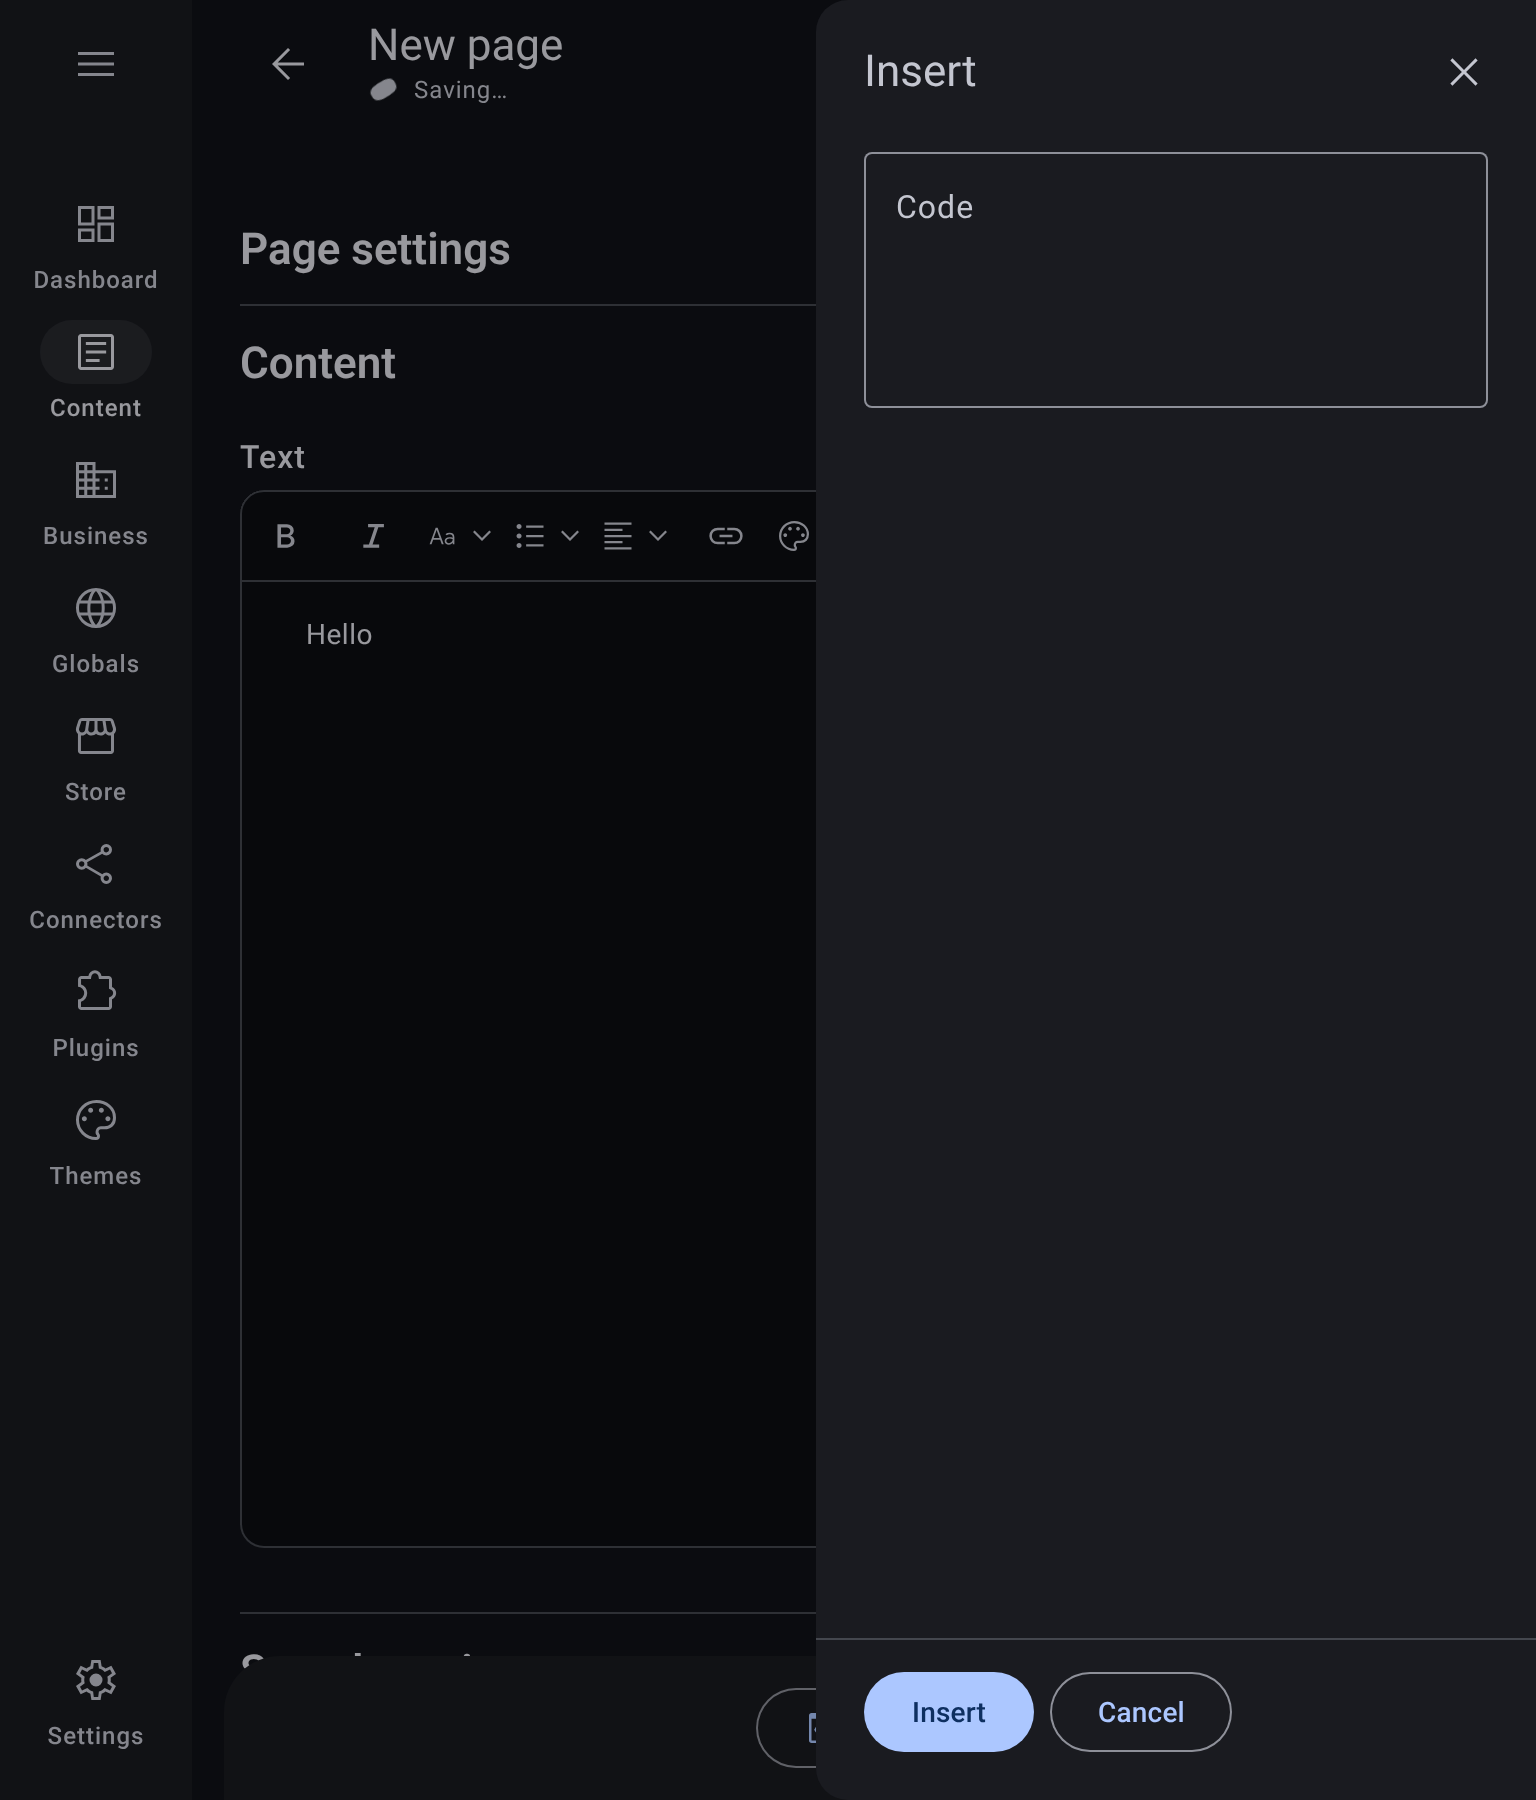 New page
Saving...
Dashboard
Content
Business
Globals
Store
Connectors
Plugins
Themes
Settings
Page settings
Content
Text
B I Aa
Hello
Insert
Code
Insert
Cancel